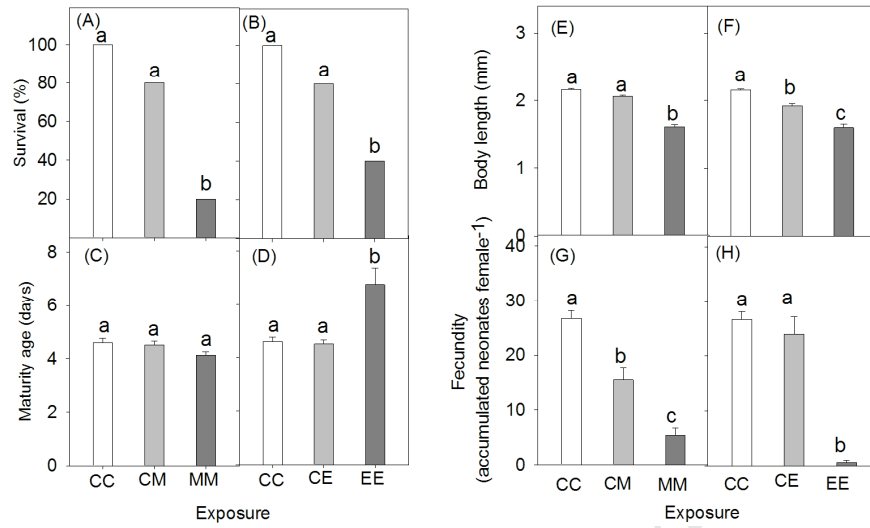 (A)
a
a
b
(B)
a
a
b
100
80
60
40
20
Survival (%)
(C)
a
a
a
(D)
a
a
b
8
6
4
2
0
Maturity age (days)
CC CM MM CC CE EE
Exposure
(E)
a
a
b
(F)
a
b
c
3
2
1
0
Body length (mm)
(G)
a
b
c
(H)
a
a
b
40
30
20
10
0
Fecundity
(accumulated neonates female⁻¹)
CC CM MM CC CE EE
Exposure